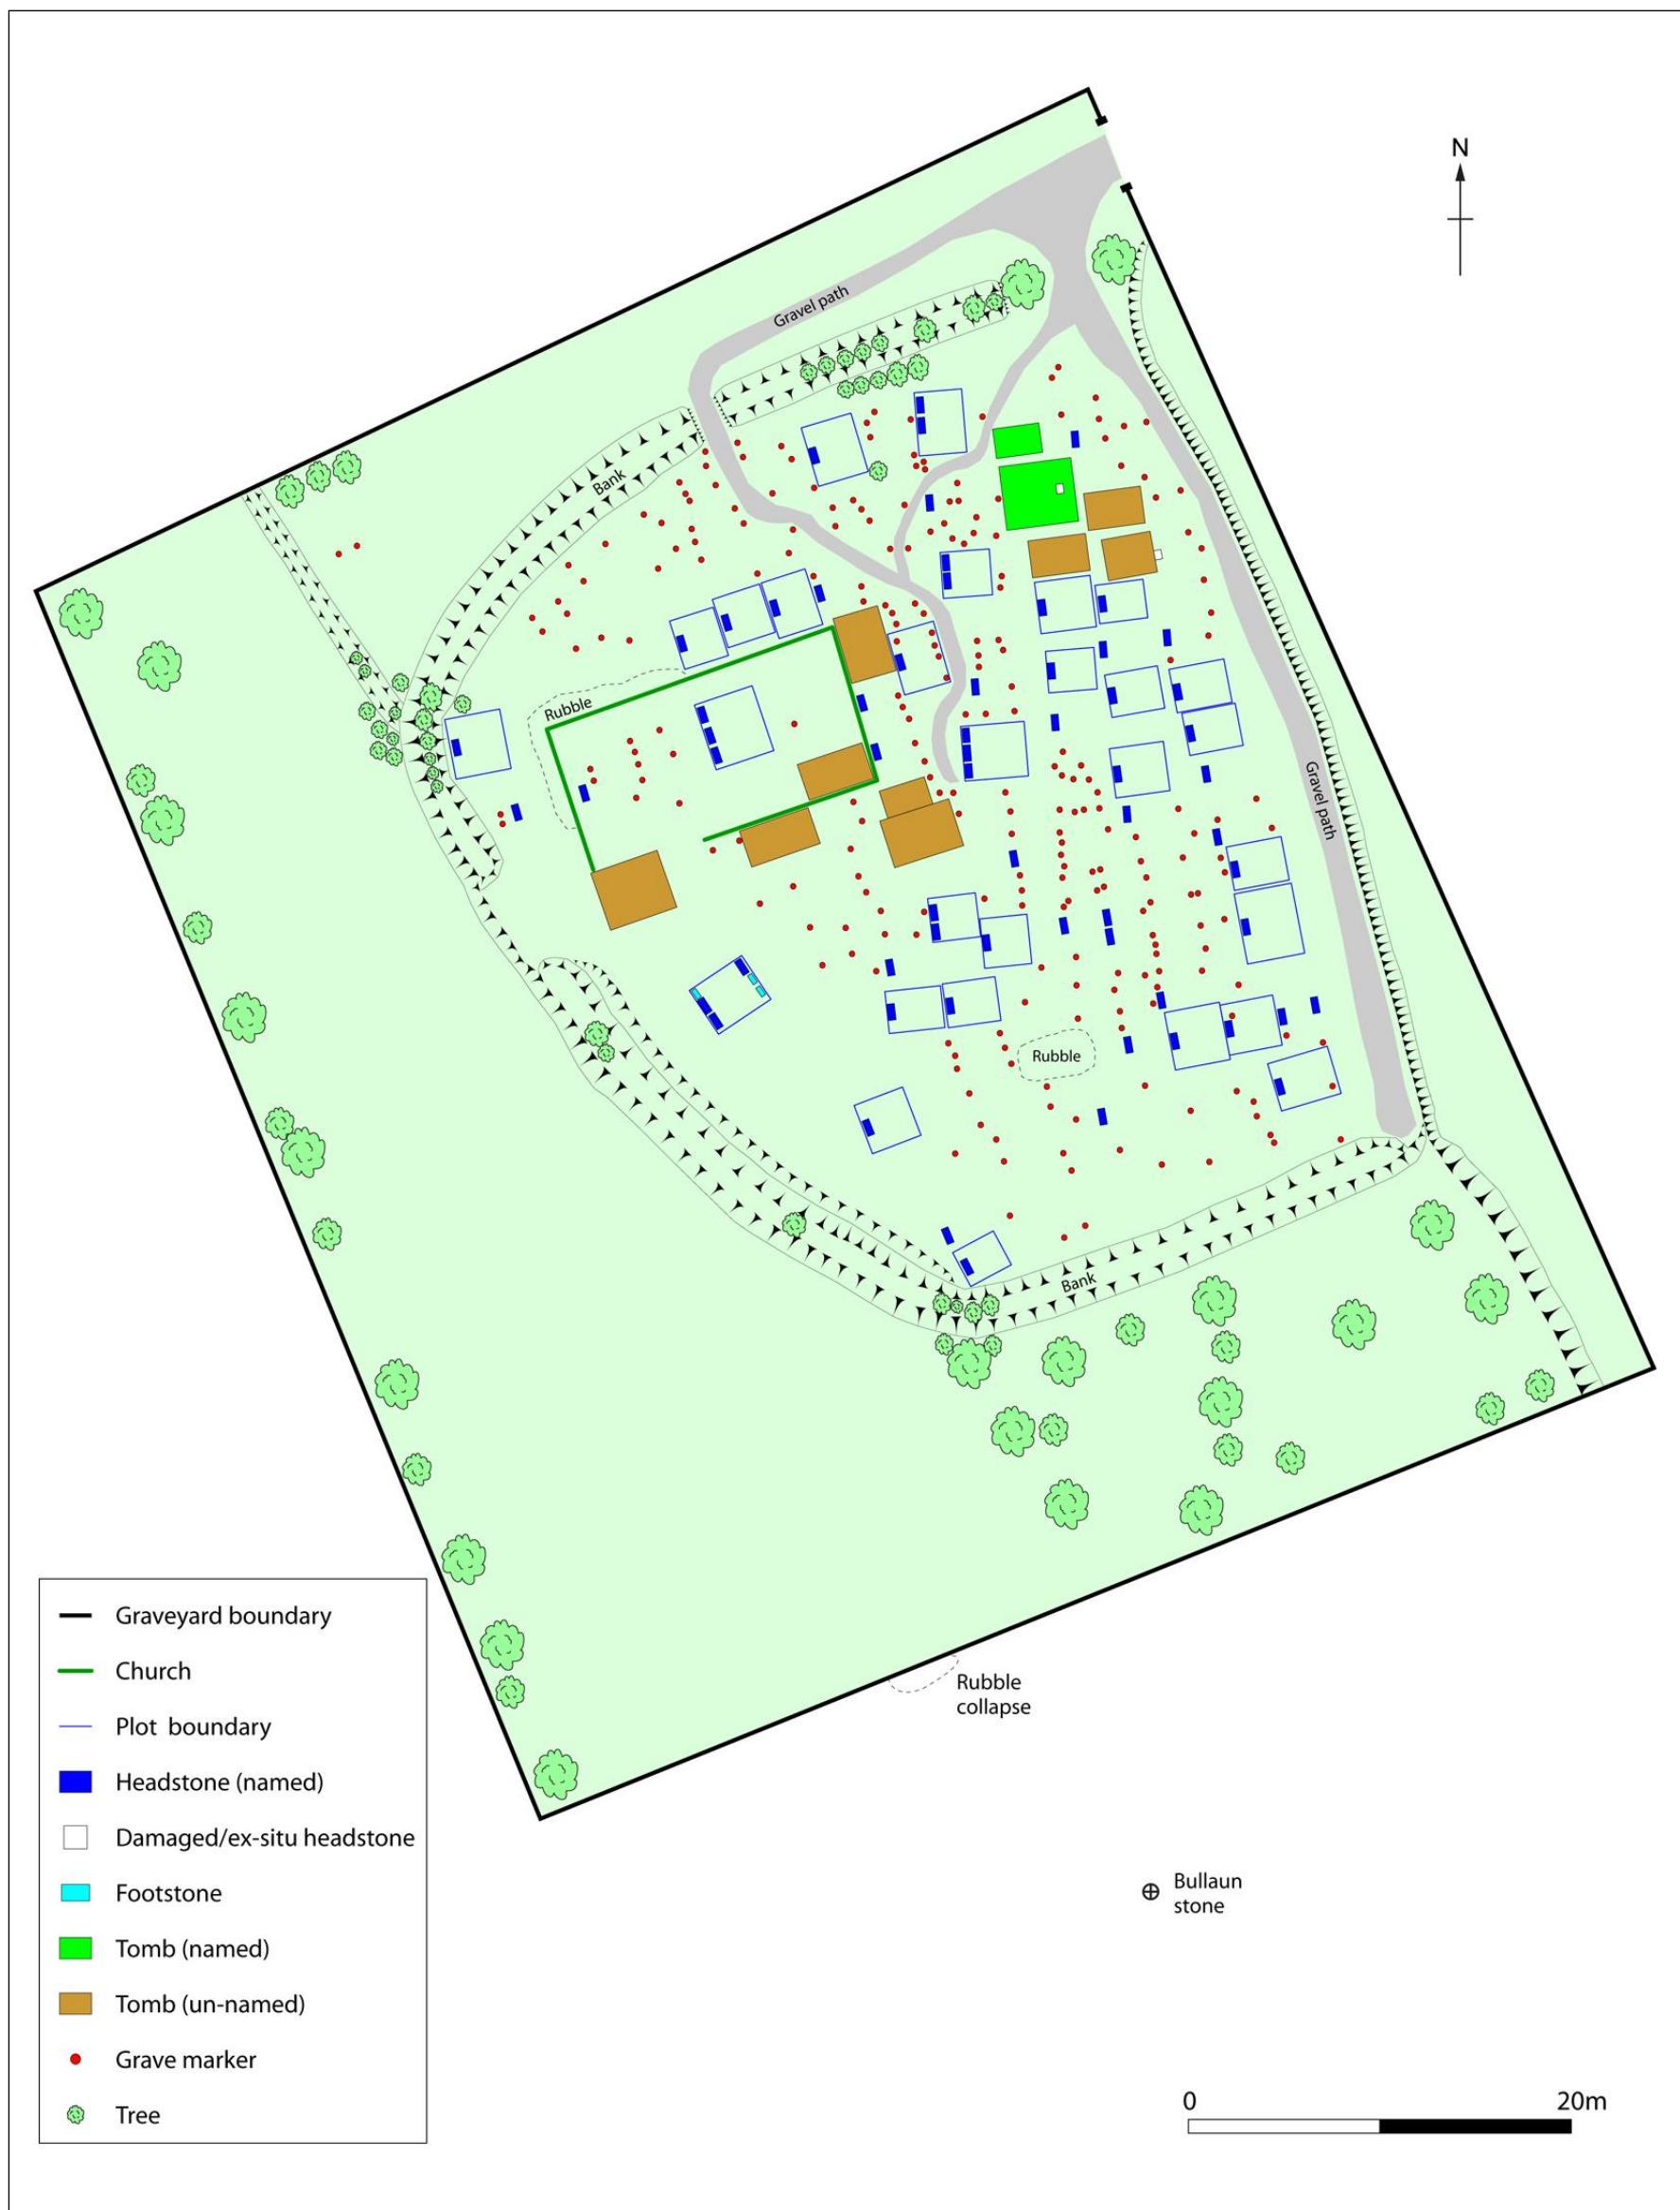 N
Gravel path
Bank
Rubble
Gravel path
Rubble
Bank
Rubble
collapse
Bullaun
stone
Graveyard boundary
Church
Plot boundary
Headstone (named)
Damaged/ex-situ headstone
Footstone
Tomb (named)
Tomb (un-named)
Grave marker
Tree
0 20m